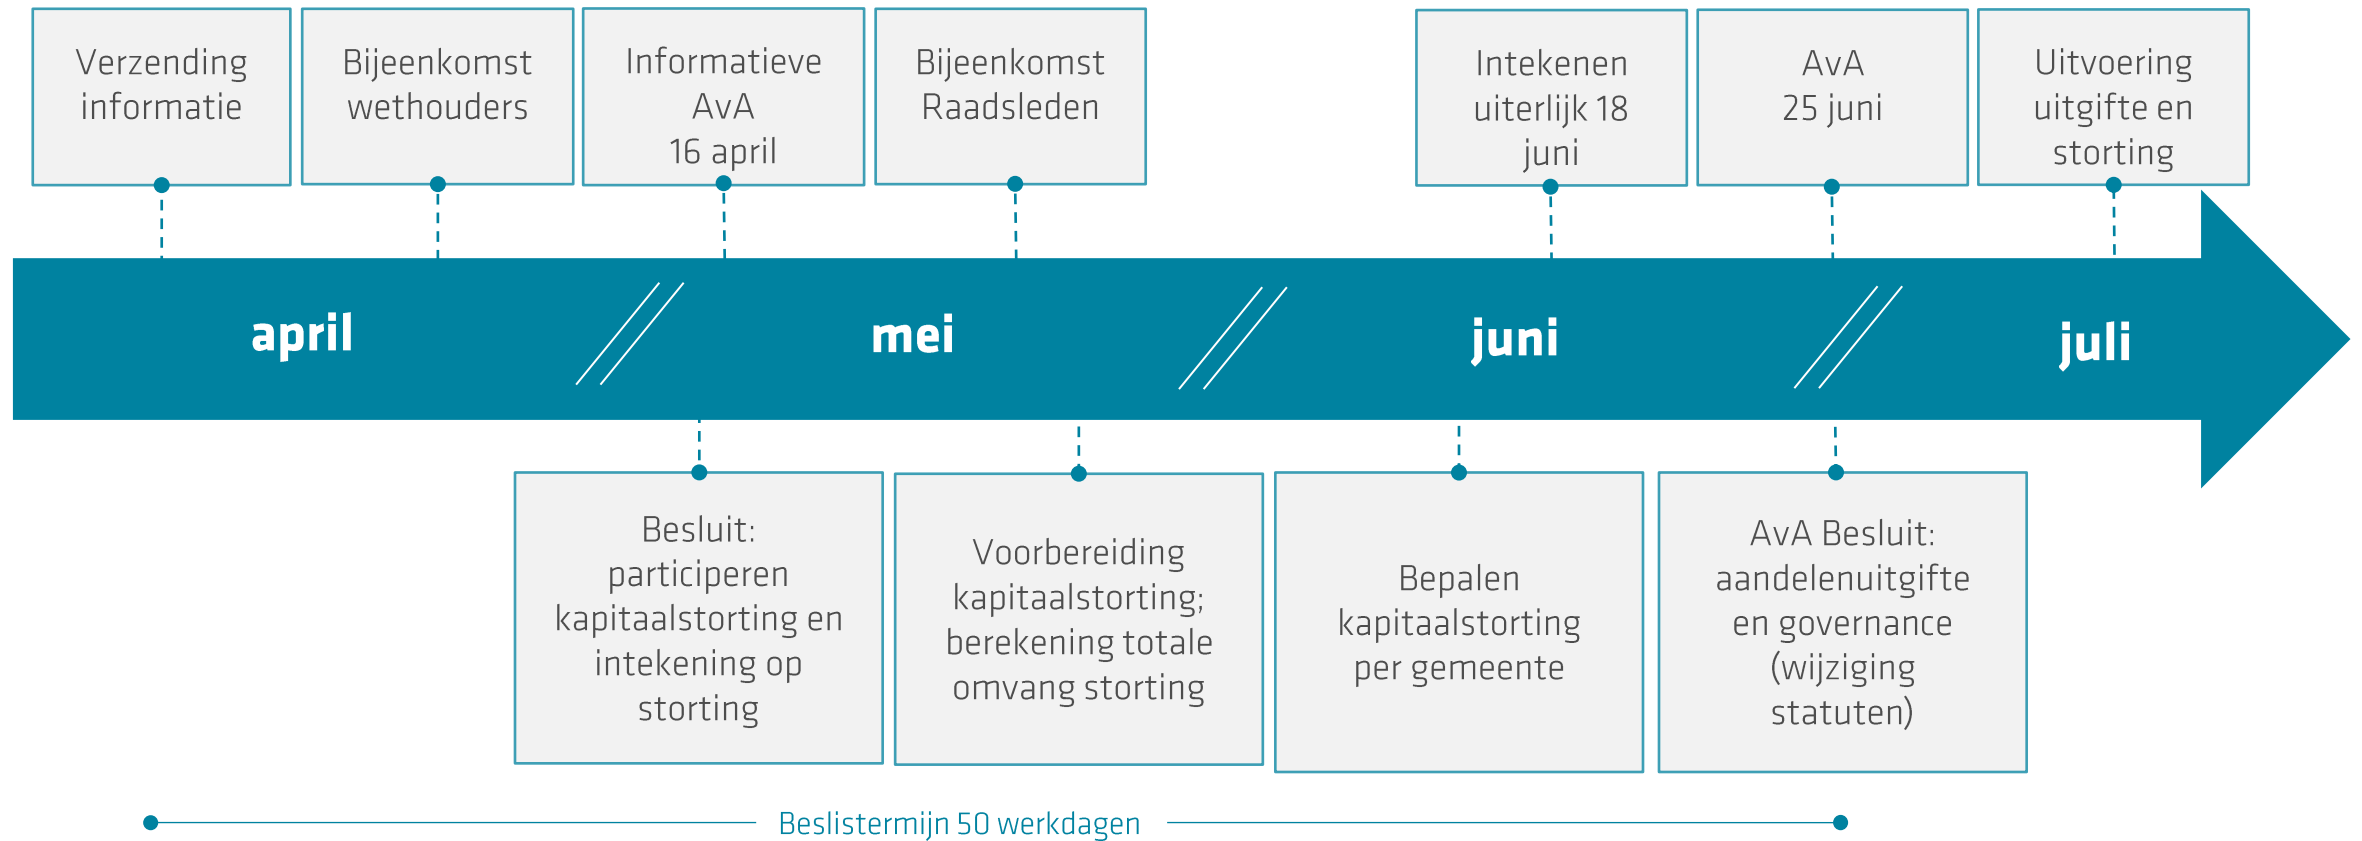 Verzending
informatie
Bijeenkomst
wethouders
Informatieve
AvA
16 april
Bijeenkomst
Raadsleden
Intekenen
uiterlijk 18
juni
AvA
25 juni
Uitvoering
uitgifte en
storting
april
mei
juni
juli
Besluit:
participeren
kapitaalstorting en
intekening op
storting
Voorbereiding
kapitaalstorting;
berekening totale
omvang storting
Bepalen
kapitaalstorting
per gemeente
AvA Besluit:
aandelenuitgifte
en governance
(wijziging
statuten)
Beslistermijn 50 werkdagen